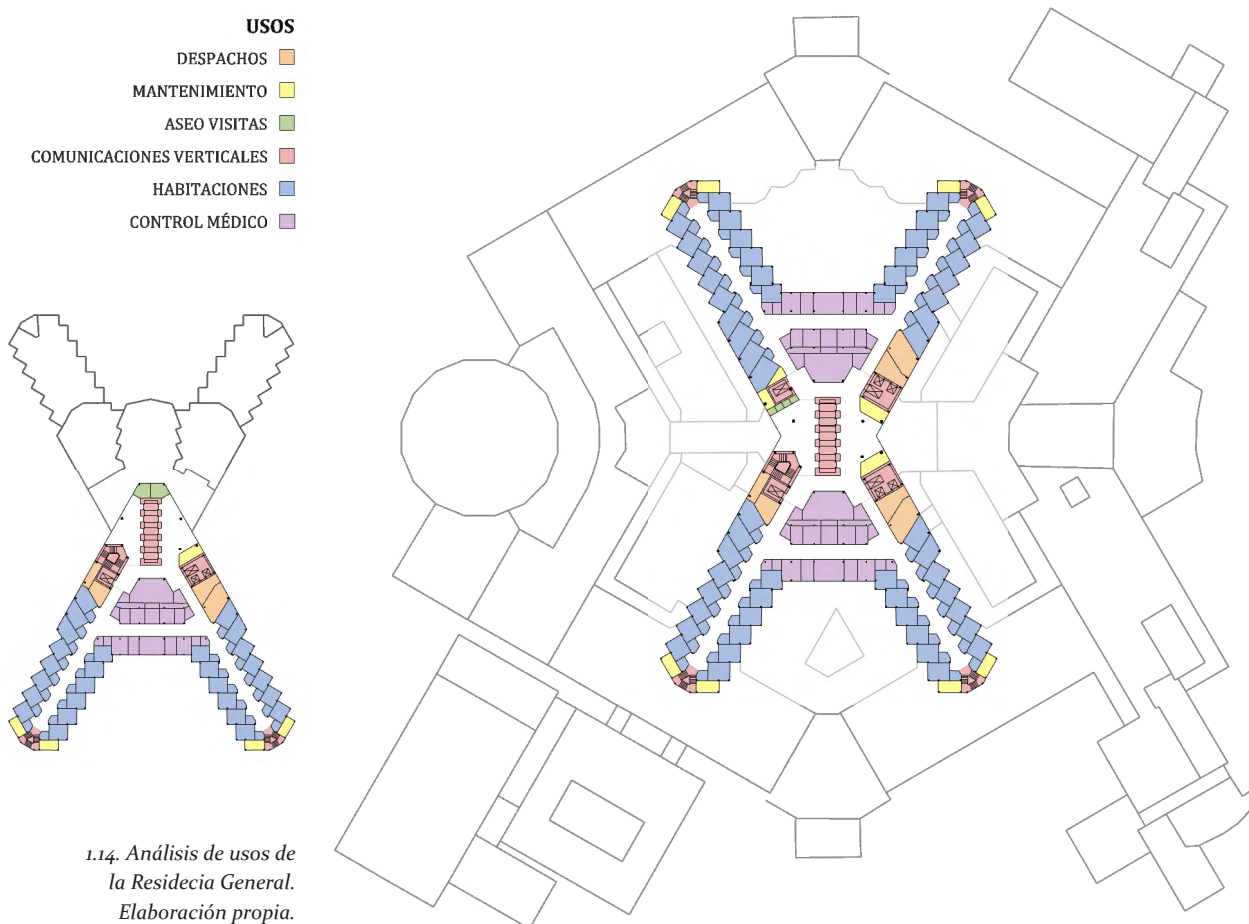 USOS
DESPACHOS
MANTENIMIENTO
ASEO VISITAS
COMUNICACIONES VERTICALES
HABITACIONES
CONTROL MÉDICO
1.14. Análisis de usos de
la Residecia General.
Elaboración propia.